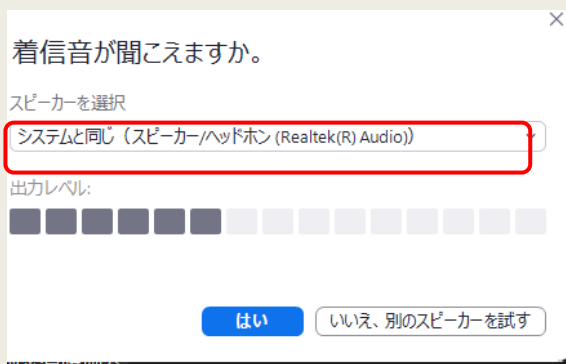 着信音が聞こえますか。
スピーカーを選択
システムと同じ（スピーカー/ヘッドホン (Realtek(R) Audio)）
出力レベル:
はい
いいえ、別のスピーカーを試す